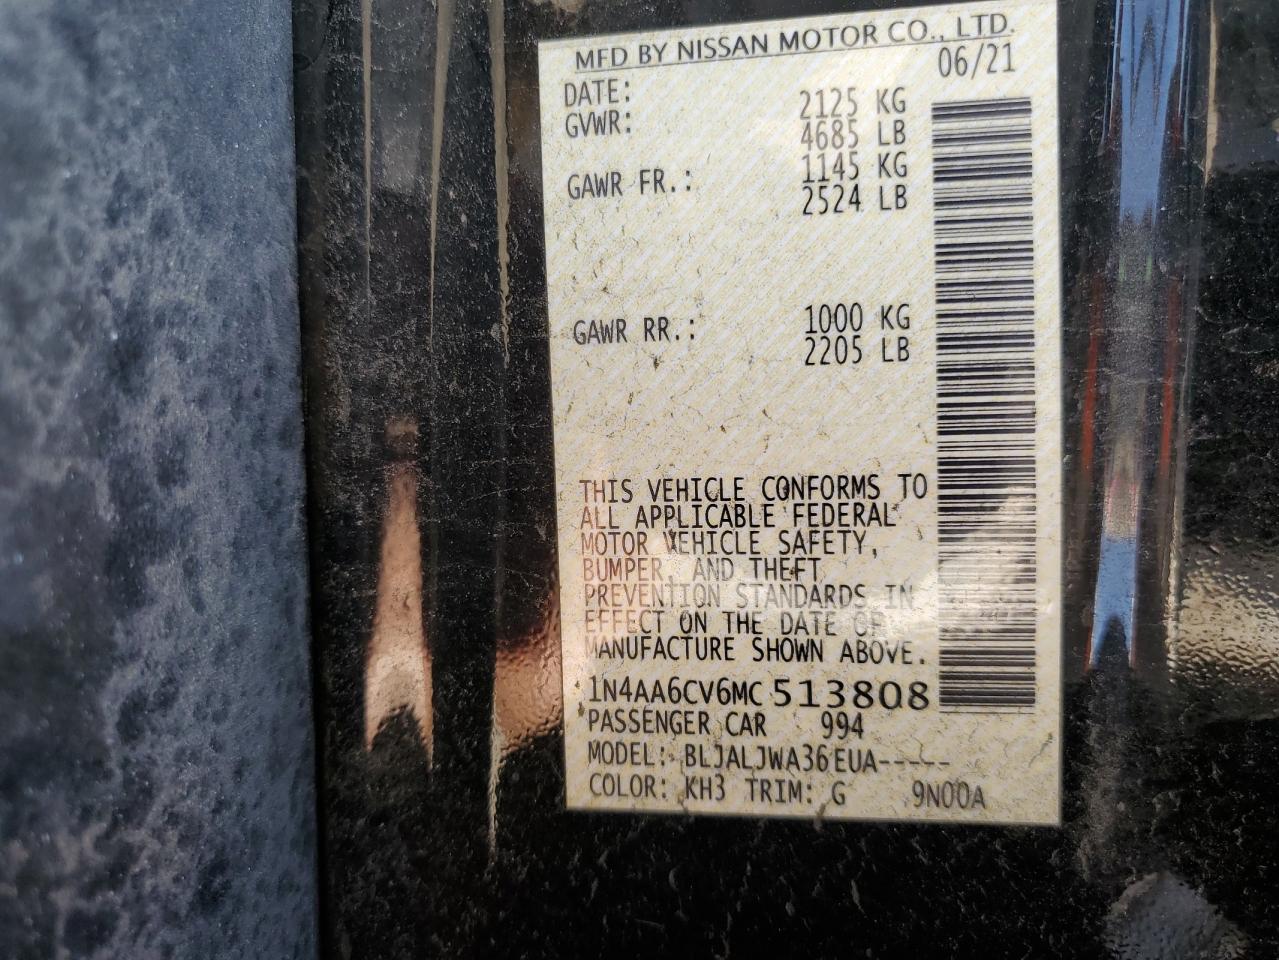 MFD BY NISSAN MOTOR CO., LTD.
DATE: 06/21
GVWR: 2125 KG
4685 LB
GAWR FR.: 1145 KG
2524 LB
GAWR RR.: 1000 KG
2205 LB
THIS VEHICLE CONFORMS TO
ALL APPLICABLE FEDERAL
MOTOR VEHICLE SAFETY,
BUMPER, AND THEFT
PREVENTION STANDARDS IN
EFFECT ON THE DATE OF
MANUFACTURE SHOWN ABOVE.
1N4AA6CV6MC513808
PASSENGER CAR 994
MODEL: BLJALJWA36EUA-----
COLOR: KH3 TRIM: G 9N00A